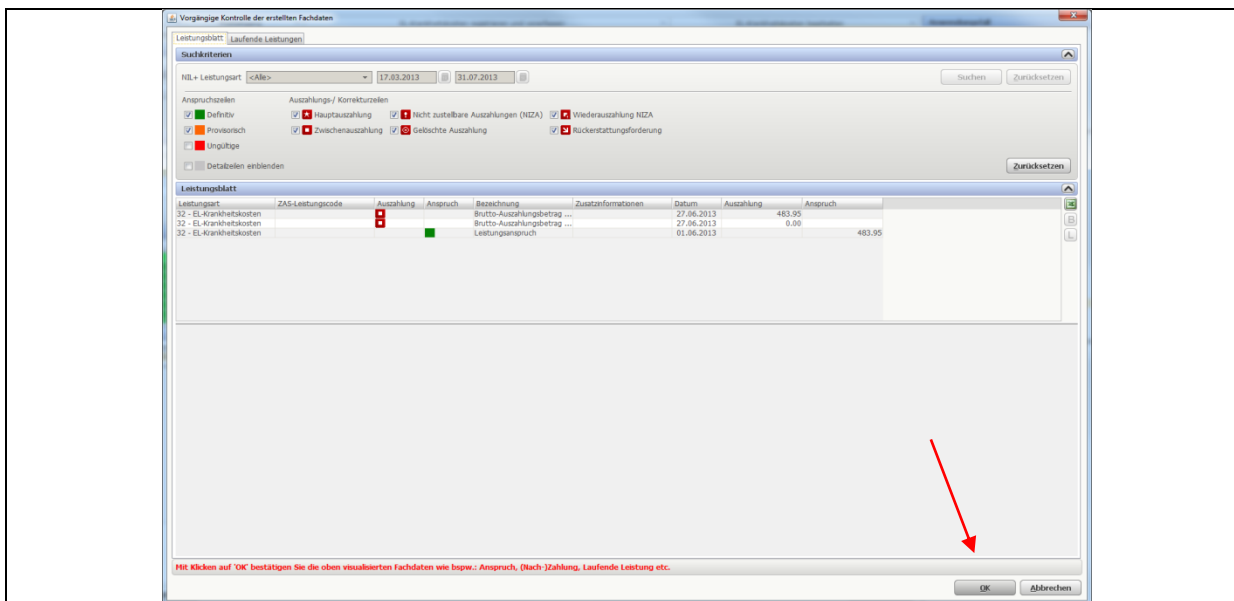 Vorgängige Kontrolle der erstellten Fachdaten
Leistungsblatt Laufende Leistungen
Suchkriterien
NIL+ Leistungsart <Alle> 17.03.2013 31.07.2013 Suchen Zurücksetzen
Anspruchszeilen Auszahlungs-/ Korrekturzeilen
Definitiv Hauptauszahlung Nicht zustellbare Auszahlungen (NIZA) Wiederauszahlung NIZA
Provisorisch Zwischenauszahlung Gelöschte Auszahlung Rückerstattungsforderung
Ungültige
Detailzeilen einblenden Zurücksetzen
Leistungsblatt
Leistungsart ZAS-Leistungscode Auszahlung Anspruch Bezeichnung Zusatzinformationen Datum Auszahlung Anspruch
32 - EL-Krankheitskosten Brutto-Auszahlungsbetrag ... 27.06.2013 483.95
32 - EL-Krankheitskosten Brutto-Auszahlungsbetrag ... 27.06.2013 0.00
32 - EL-Krankheitskosten Leistungsanspruch 01.06.2013 483.95
B
L
Mit Klicken auf 'OK' bestätigen Sie die oben visualisierten Fachdaten wie bspw.: Anspruch, (Nach-)Zahlung, Laufende Leistung etc.
OK Abbrechen